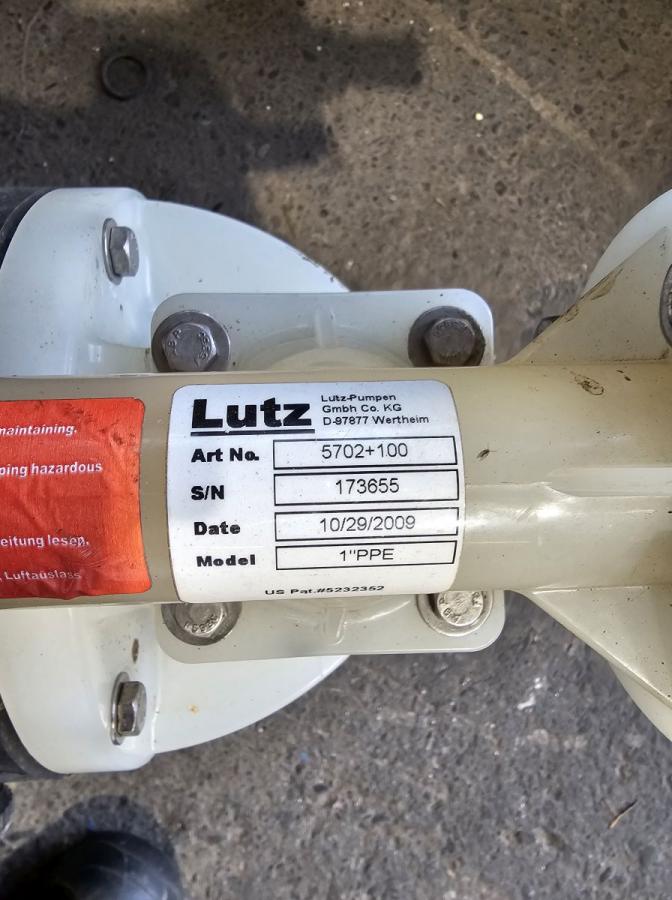 maintaining.
ping hazardous
eitung lesen.
Luftauslass
Lutz
Lutz-Pumpen
Gmbh Co. KG
D-97877 Wertheim
Art No. 5702+100
S/N 173655
Date 10/29/2009
Model 1"PPE
US Pat.#5232352